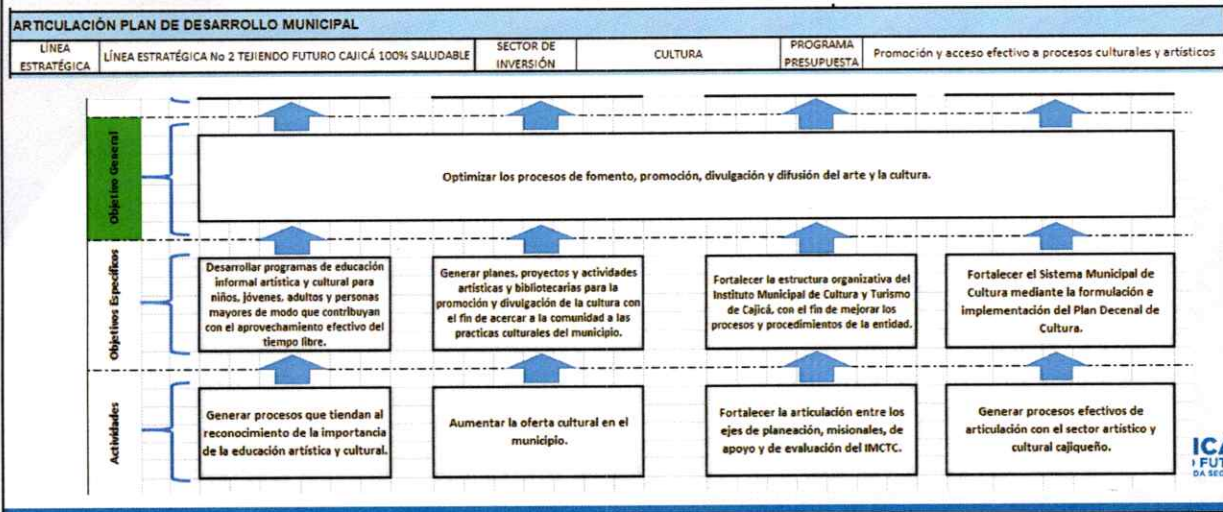 ARTICULACIÓN PLAN DE DESARROLLO MUNICIPAL
LÍNEA
ESTRATÉGICA
LÍNEA ESTRATÉGICA No 2 TEJIENDO FUTURO CAJICÁ 100% SALUDABLE
SECTOR DE
INVERSIÓN
CULTURA
PROGRAMA
PRESUPUESTA
Promoción y acceso efectivo a procesos culturales y artísticos
Objetivo General
Optimizar los procesos de fomento, promoción, divulgación y difusión del arte y la cultura.
Objetivos Específicos
Desarrollar programas de educación
informal artística y cultural para
niños, jóvenes, adultos y personas
mayores de modo que contribuyan
con el aprovechamiento efectivo del
tiempo libre.
Generar planes, proyectos y actividades
artísticas y bibliotecarias para la
promoción y divulgación de la cultura con
el fin de acercar a la comunidad a las
practicas culturales del municipio.
Fortalecer la estructura organizativa del
Instituto Municipal de Cultura y Turismo
de Cajicá, con el fin de mejorar los
procesos y procedimientos de la entidad.
Fortalecer el Sistema Municipal de
Cultura mediante la formulación e
implementación del Plan Decenal de
Cultura.
Actividades
Generar procesos que tiendan al
reconocimiento de la importancia
de la educación artística y cultural.
Aumentar la oferta cultural en el
municipio.
Fortalecer la articulación entre los
ejes de planeación, misionales, de
apoyo y de evaluación del IMCTC.
Generar procesos efectivos de
articulación con el sector artístico y
cultural cajiqueño.